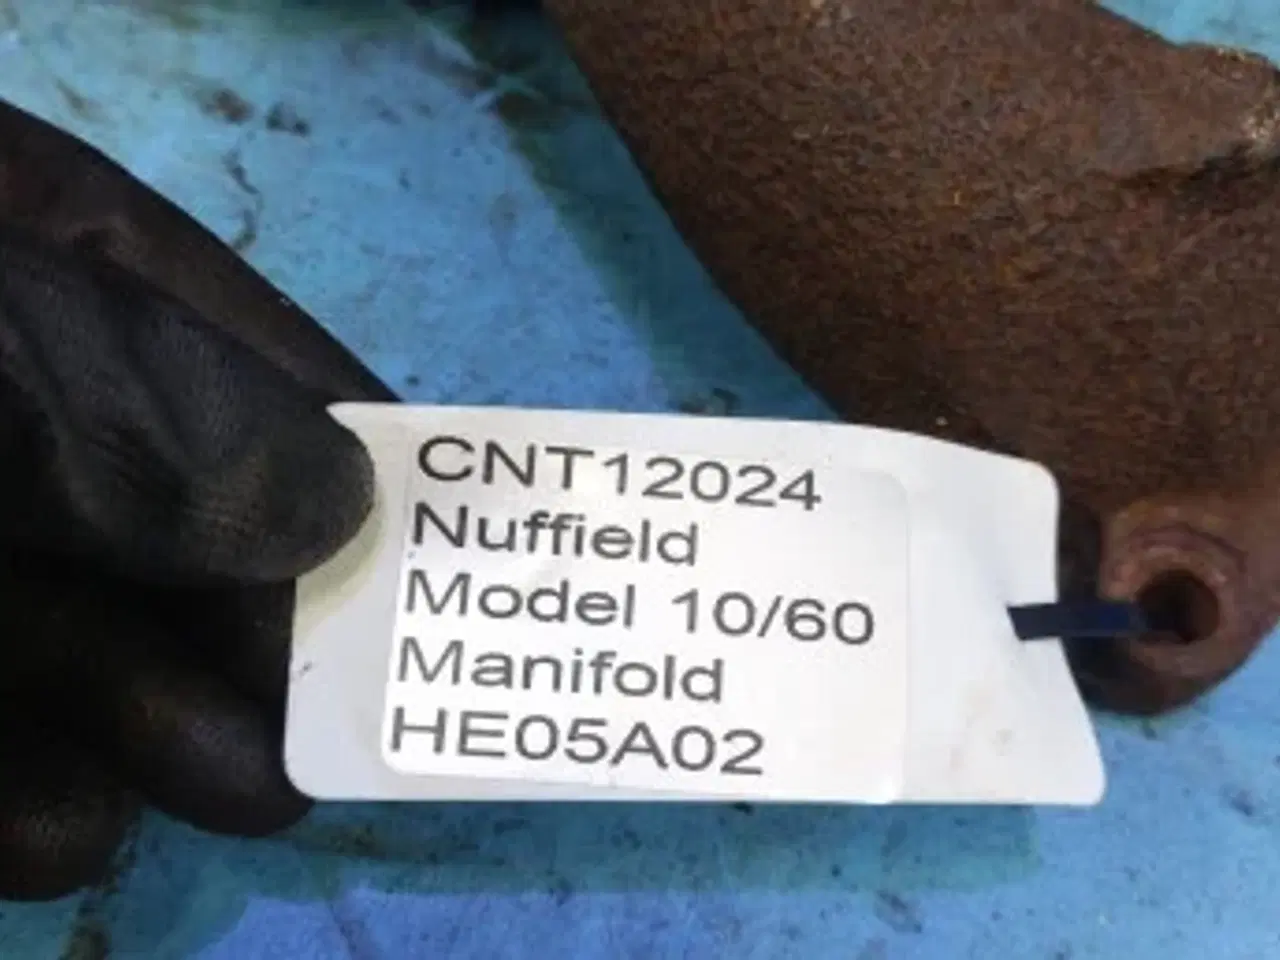 CNT12024
Nuffield
Model 10/60
Manifold
HE05A02